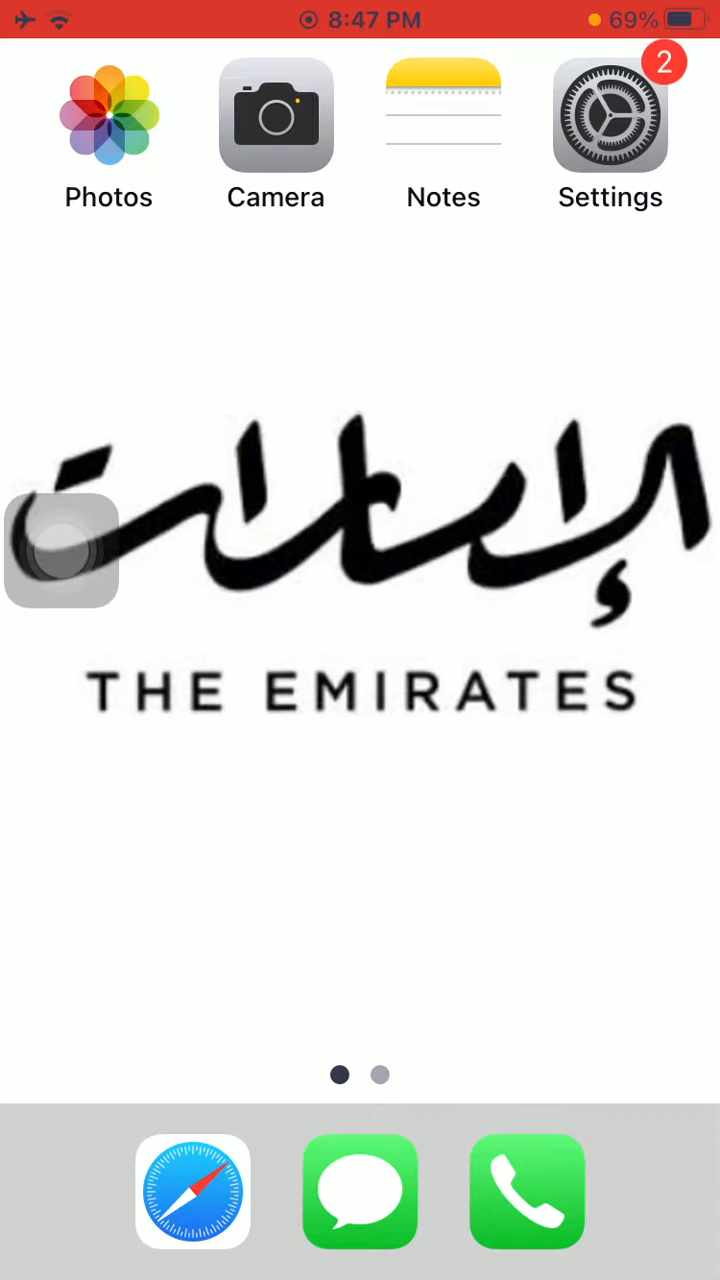 8:47 PM 69%
2
Photos Camera Notes Settings
الإمارات
THE EMIRATES